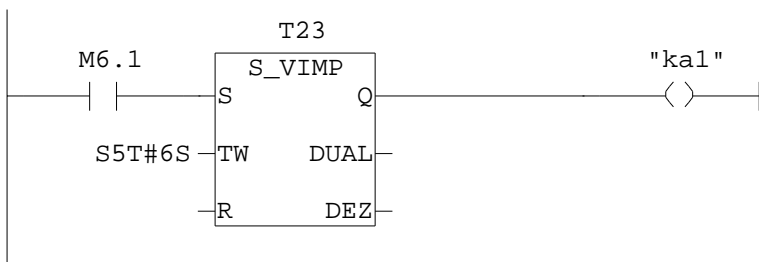 T23
M6.1
S_VIMP
"ka1"
S
Q
S5T#6S
TW
DUAL
R
DEZ